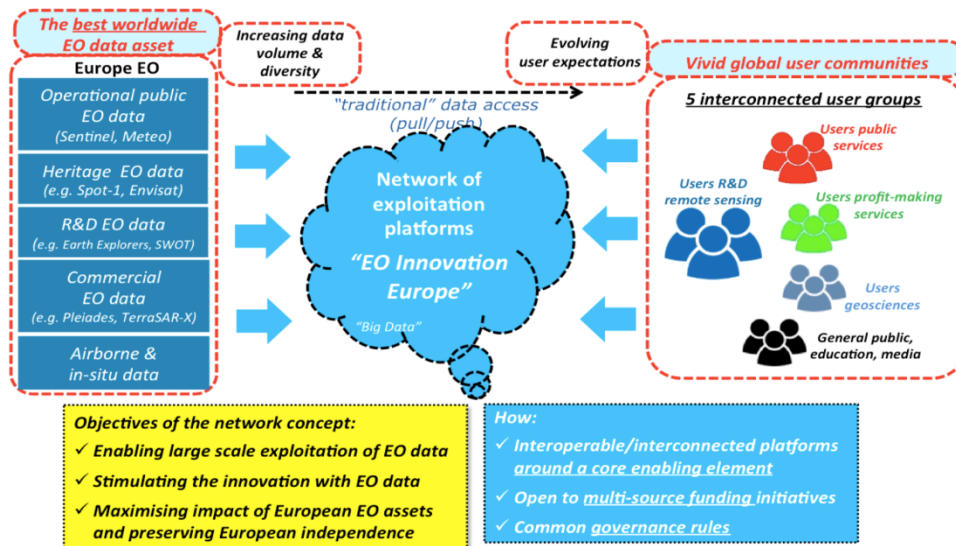 The best worldwide
EO data asset
Increasing data
volume &
diversity
Evolving
user expectations
Vivid global user communities
Europe EO
Operational public
EO data
(Sentinel, Meteo)
Heritage EO data
(e.g. Spot-1, Envisat)
R&D EO data
(e.g. Earth Explorers, SWOT)
Commercial
EO data
(e.g. Pleiades, TerraSAR-X)
Airborne &
in-situ data
"traditional" data access
(pull/push)
Network of
exploitation
platforms
"EO Innovation
Europe"
"Big Data"
5 interconnected user groups
Users public
services
Users R&D
remote sensing
Users profit-making
services
Users
geosciences
General public,
education, media
Objectives of the network concept:
✓ Enabling large scale exploitation of EO data
✓ Stimulating the innovation with EO data
✓ Maximising impact of European EO assets
and preserving European independence
How:
✓ Interoperable/interconnected platforms
around a core enabling element
✓ Open to multi-source funding initiatives
✓ Common governance rules